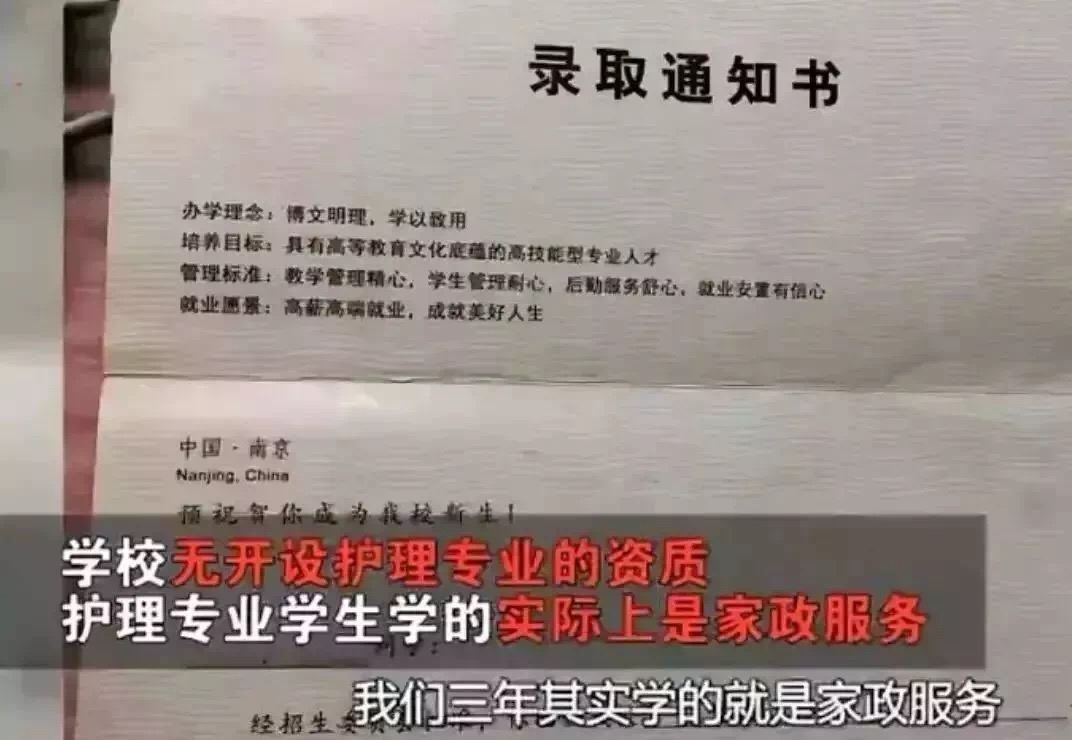 录取通知书
办学理念：博文明理，学以致用
培养目标：具有高等教育文化底蕴的高技能型专业人才
管理标准：教学管理精心，学生管理耐心，后勤服务舒心，就业安置有信心
就业愿景：高薪高端就业，成就美好人生
中国·南京
Nanjing, China
预祝贺你成为我校新生！
学校无开设护理专业的资质
护理专业学生学的实际上是家政服务
我们三年其实学的就是家政服务
经招生委